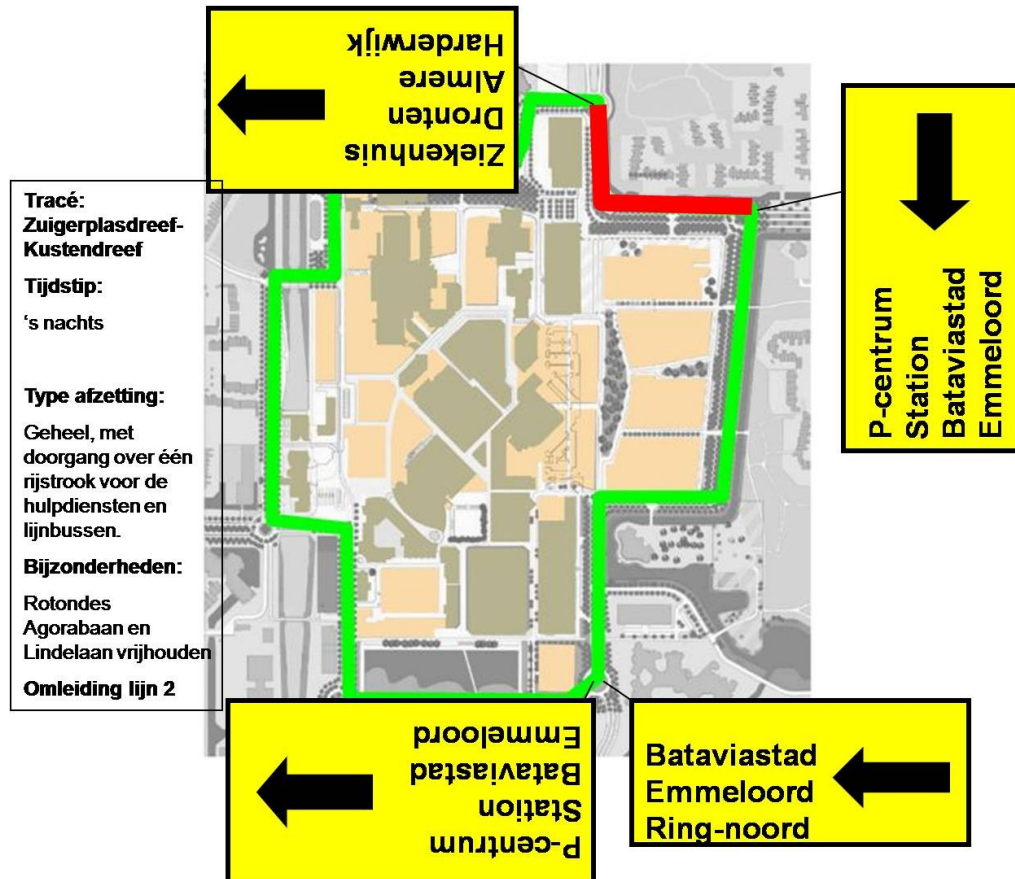 Harderwijk
Almere
Dronten
Ziekenhuis
Tracé:
Zuigerplasdreef-
Kustendreef
Tijdstip:
‘s nachts
Type afzetting:
Geheel, met
doorgang over één
rijstrook voor de
hulpdiensten en
lijnbussen.
Bijzonderheden:
Rotondes
Agorabaan en
Lindelaan vrijhouden
Omleiding lijn 2
P-centrum
Station
Bataviastad
Emmeloord
P-centrum
Station
Bataviastad
Emmeloord
Bataviastad
Emmeloord
Ring-noord